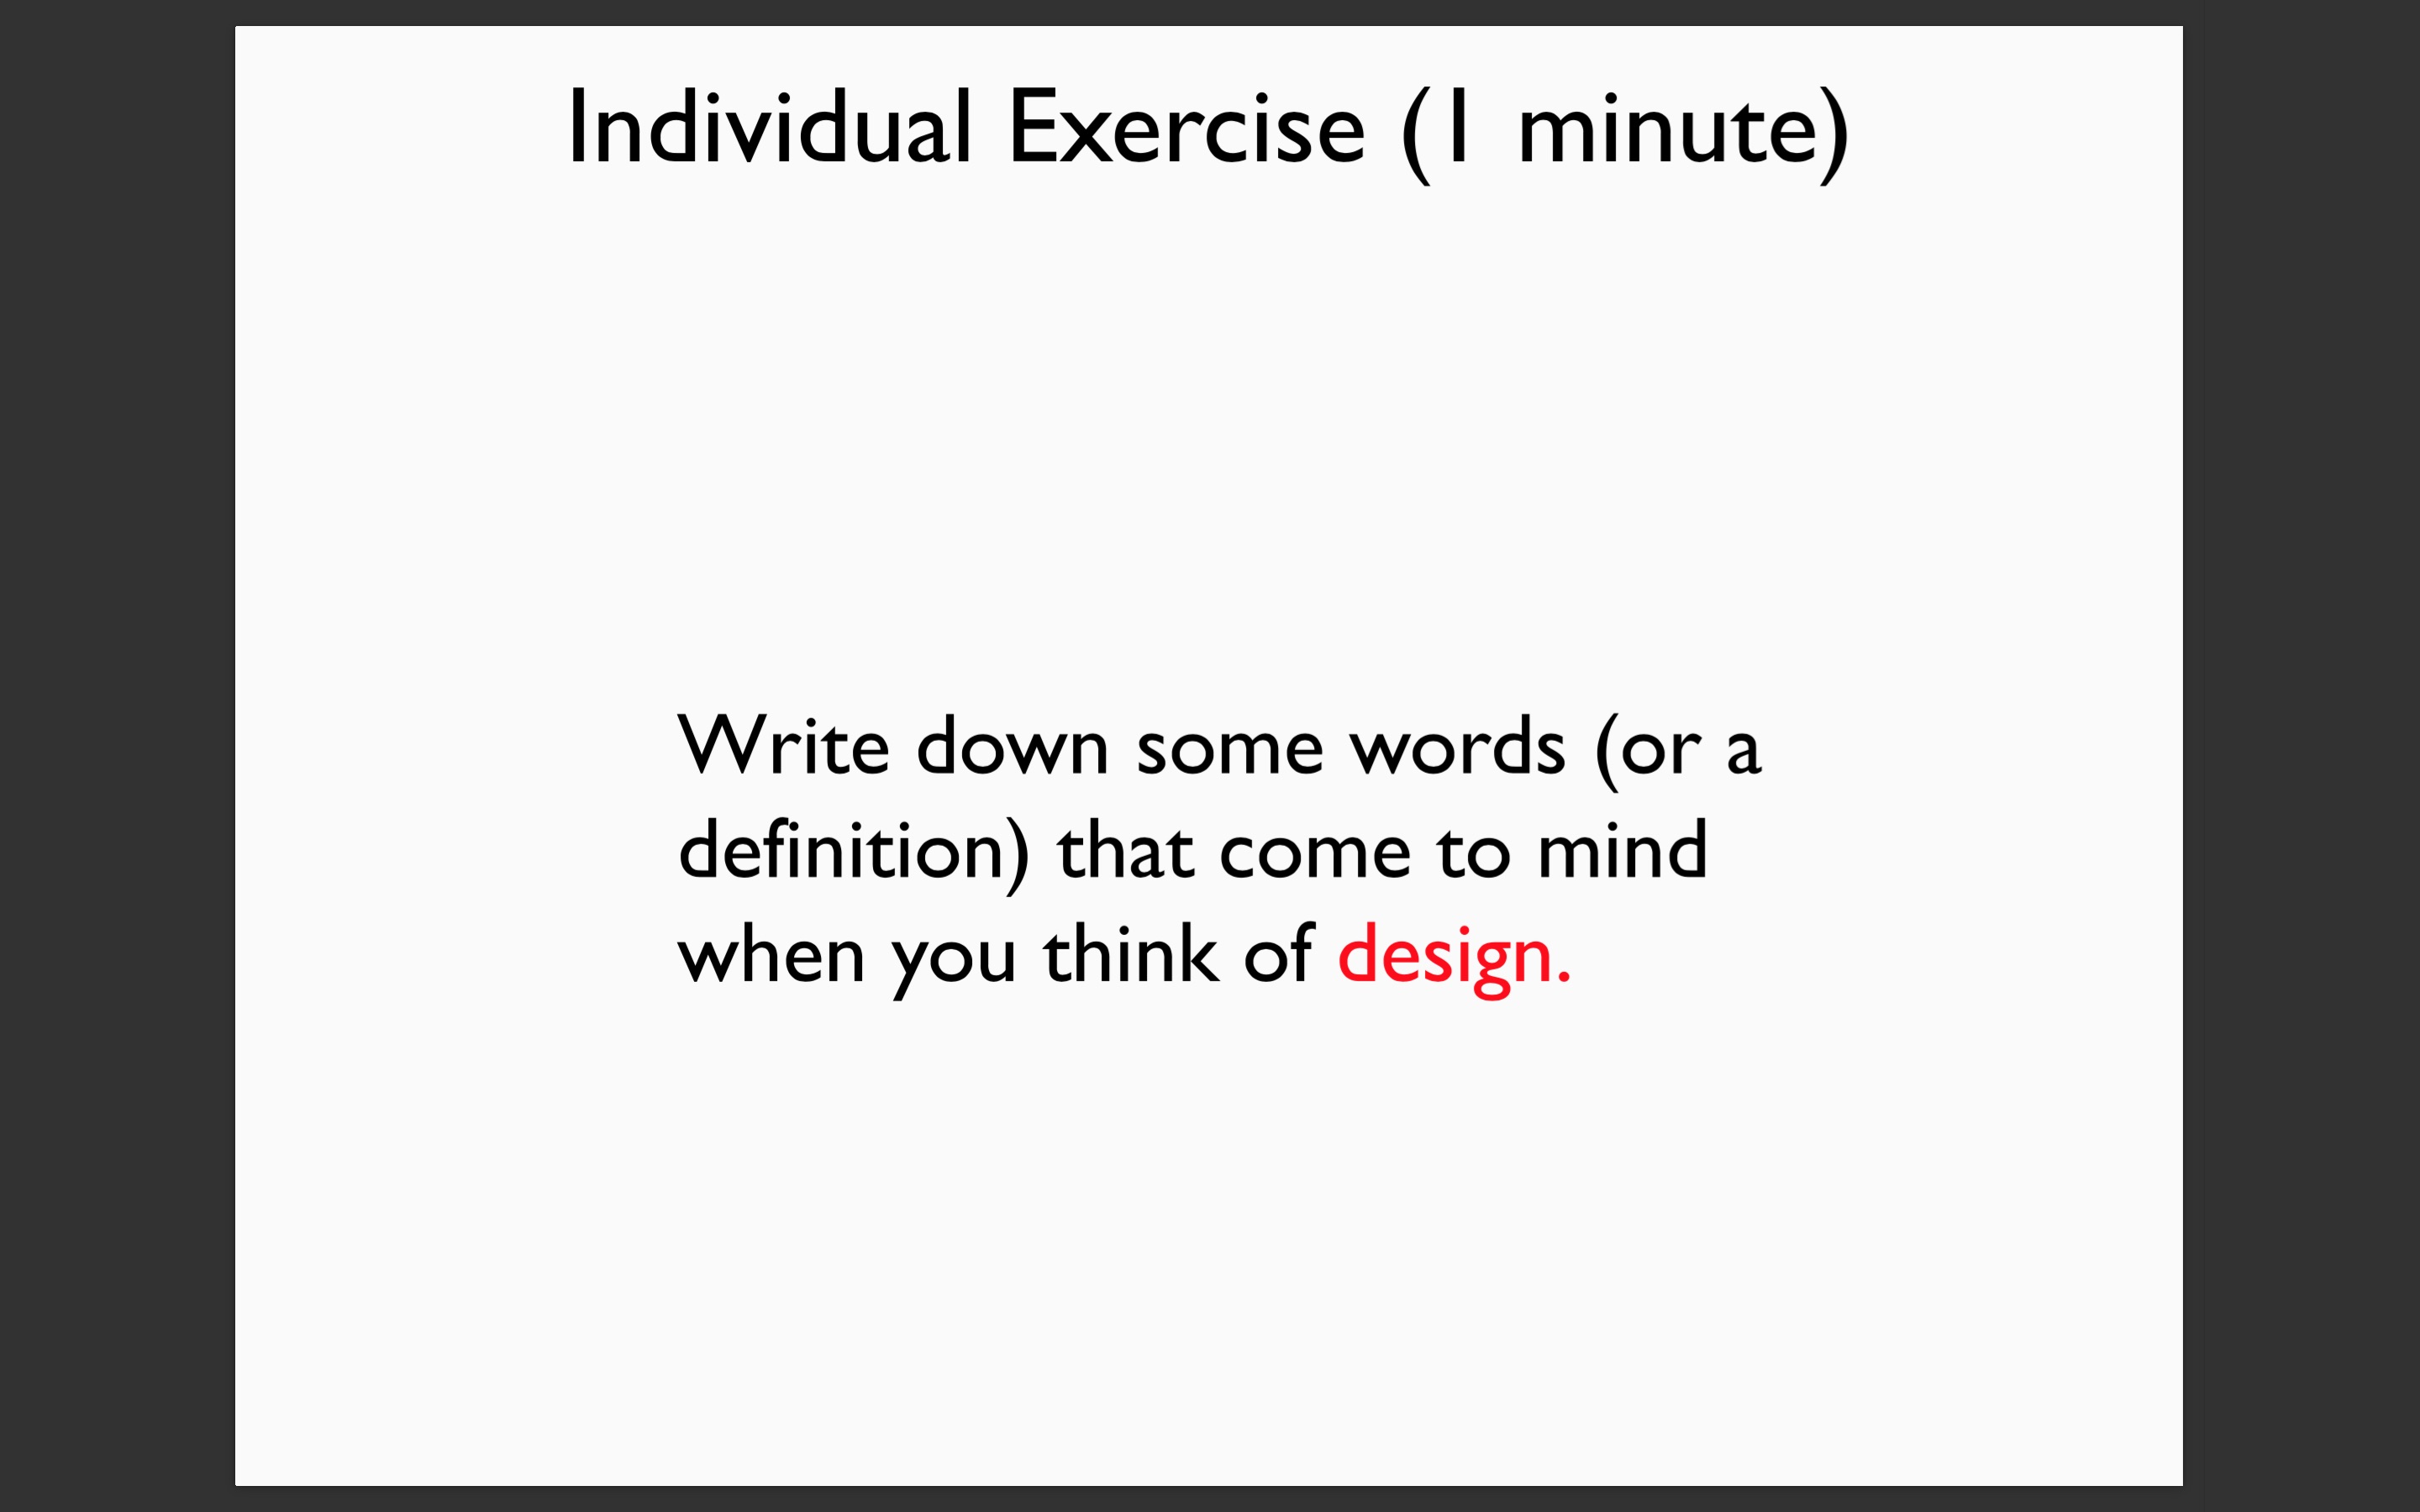 Individual Exercise (1 minute)
Write down some words (or a
definition) that come to mind
when you think of design.